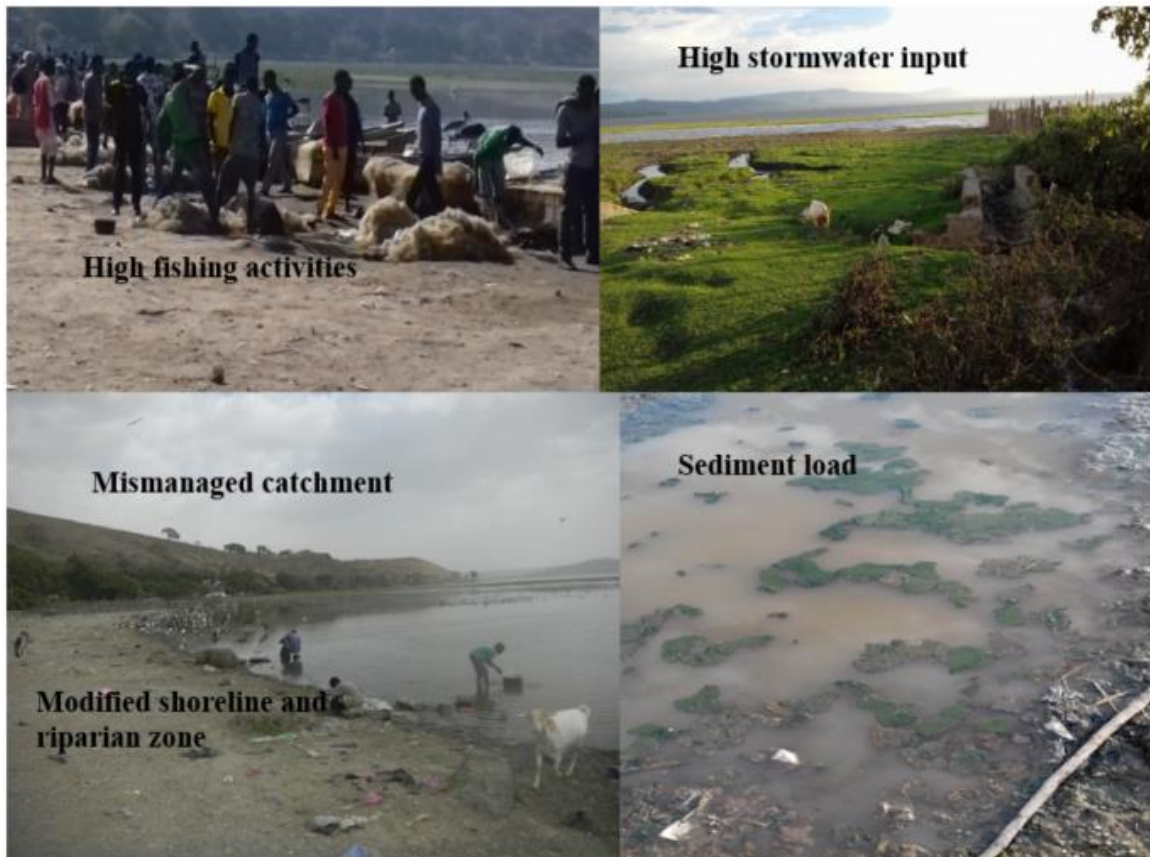 High stormwater input
High fishing activities
Mismanaged catchment
Sediment load
Modified shoreline and
riparian zone